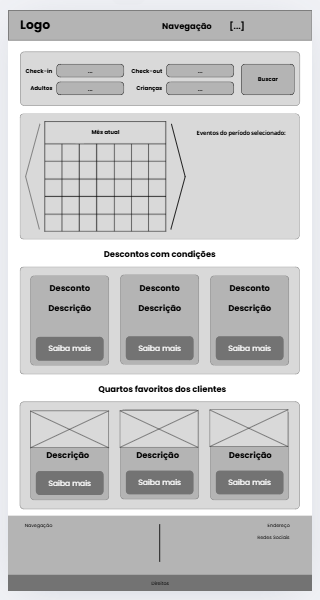 Logo Navegação [...]
Check-in ... Check-out ... Buscar
Adultos ... Crianças ...
Mês atual
Eventos do período selecionado:
Descontos com condições
Desconto Desconto Desconto
Descrição Descrição Descrição
Saiba mais Saiba mais Saiba mais
Quartos favoritos dos clientes
Descrição Descrição Descrição
Saiba mais Saiba mais Saiba mais
Navegação Endereço
Redes Sociais
Direitos